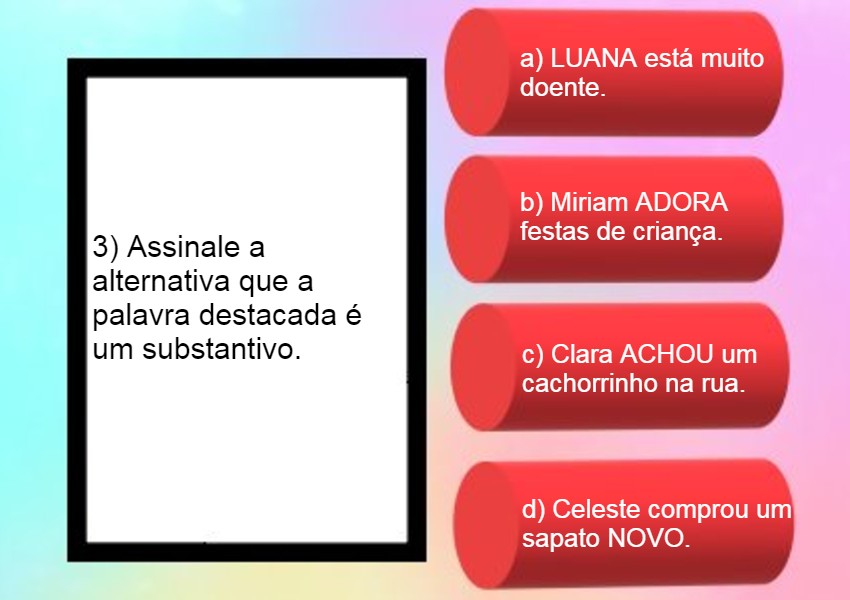 3) Assinale a
alternativa que a
palavra destacada é
um substantivo.
a) LUANA está muito
doente.
b) Miriam ADORA
festas de criança.
c) Clara ACHOU um
cachorrinho na rua.
d) Celeste comprou um
sapato NOVO.